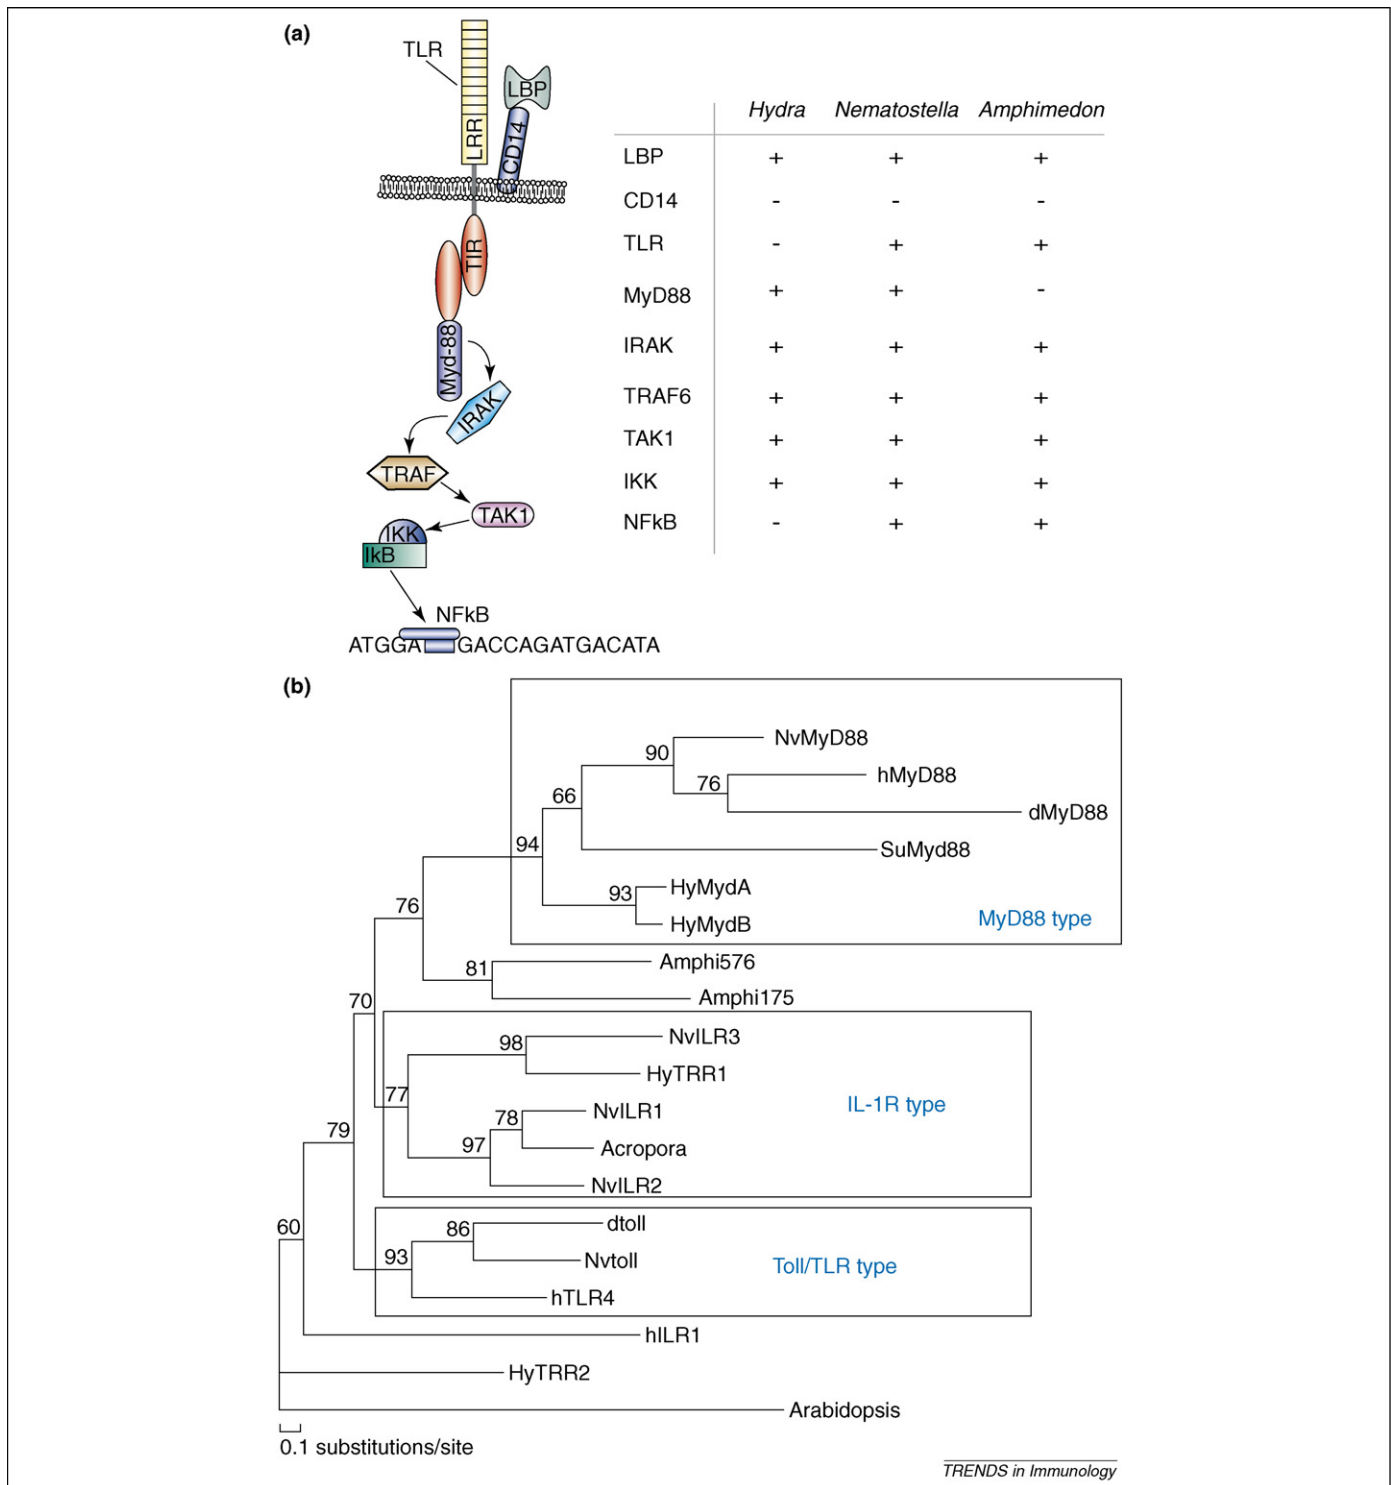 (a)
TLR
LRR
LBP
CD14
TIR
Myd-88
IRAK
TRAF
TAK1
IKK
IkB
NFkB
ATGGA GACCAGATGACATA
Hydra Nematostella Amphimedon
LBP + + +
CD14 - - -
TLR - + +
MyD88 + + -
IRAK + + +
TRAF6 + + +
TAK1 + + +
IKK + + +
NFkB - + +
(b)
NvMyD88
90
hMyD88
76
dMyD88
66
SuMyd88
94
HyMydA
93
HyMydB
MyD88 type
76
Amphi576
81
Amphi175
70
NvILR3
98
HyTRR1
77
IL-1R type
NvILR1
78
Acropora
97
NvILR2
79
dtoll
86
Nvtoll
93
Toll/TLR type
hTLR4
60
hILR1
HyTRR2
Arabidopsis
0.1 substitutions/site
TRENDS in Immunology